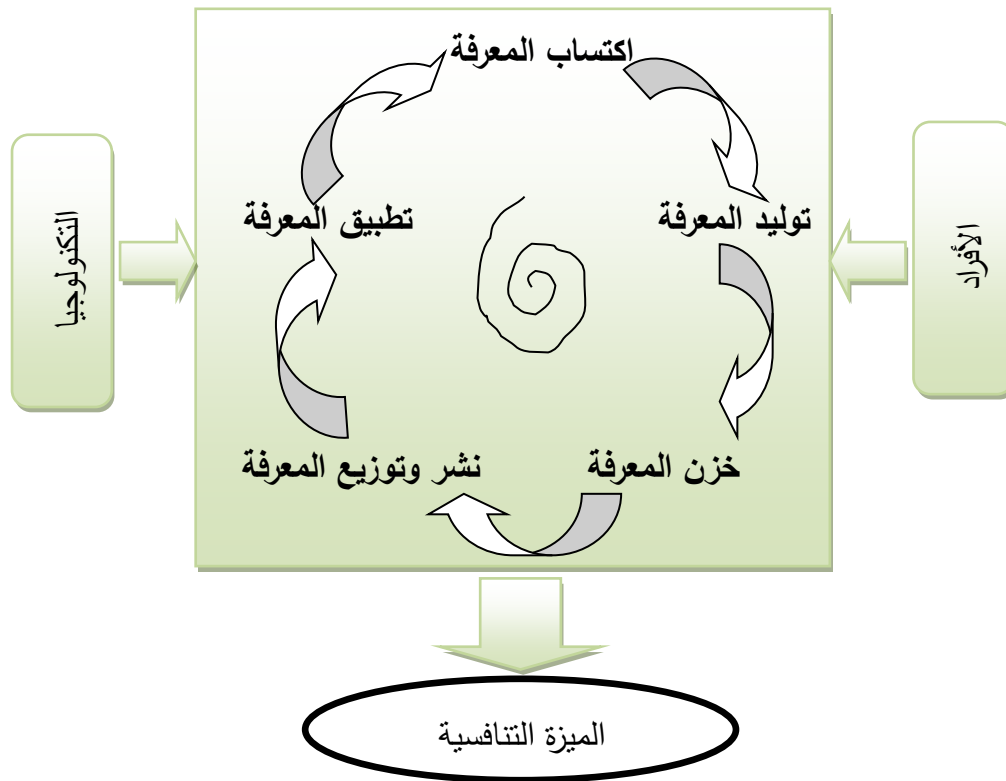 اكتساب المعرفة
توليد المعرفة
خزن المعرفة
نشر وتوزيع المعرفة
تطبيق المعرفة
الأفراد
التكنولوجيا
الميزة التنافسية